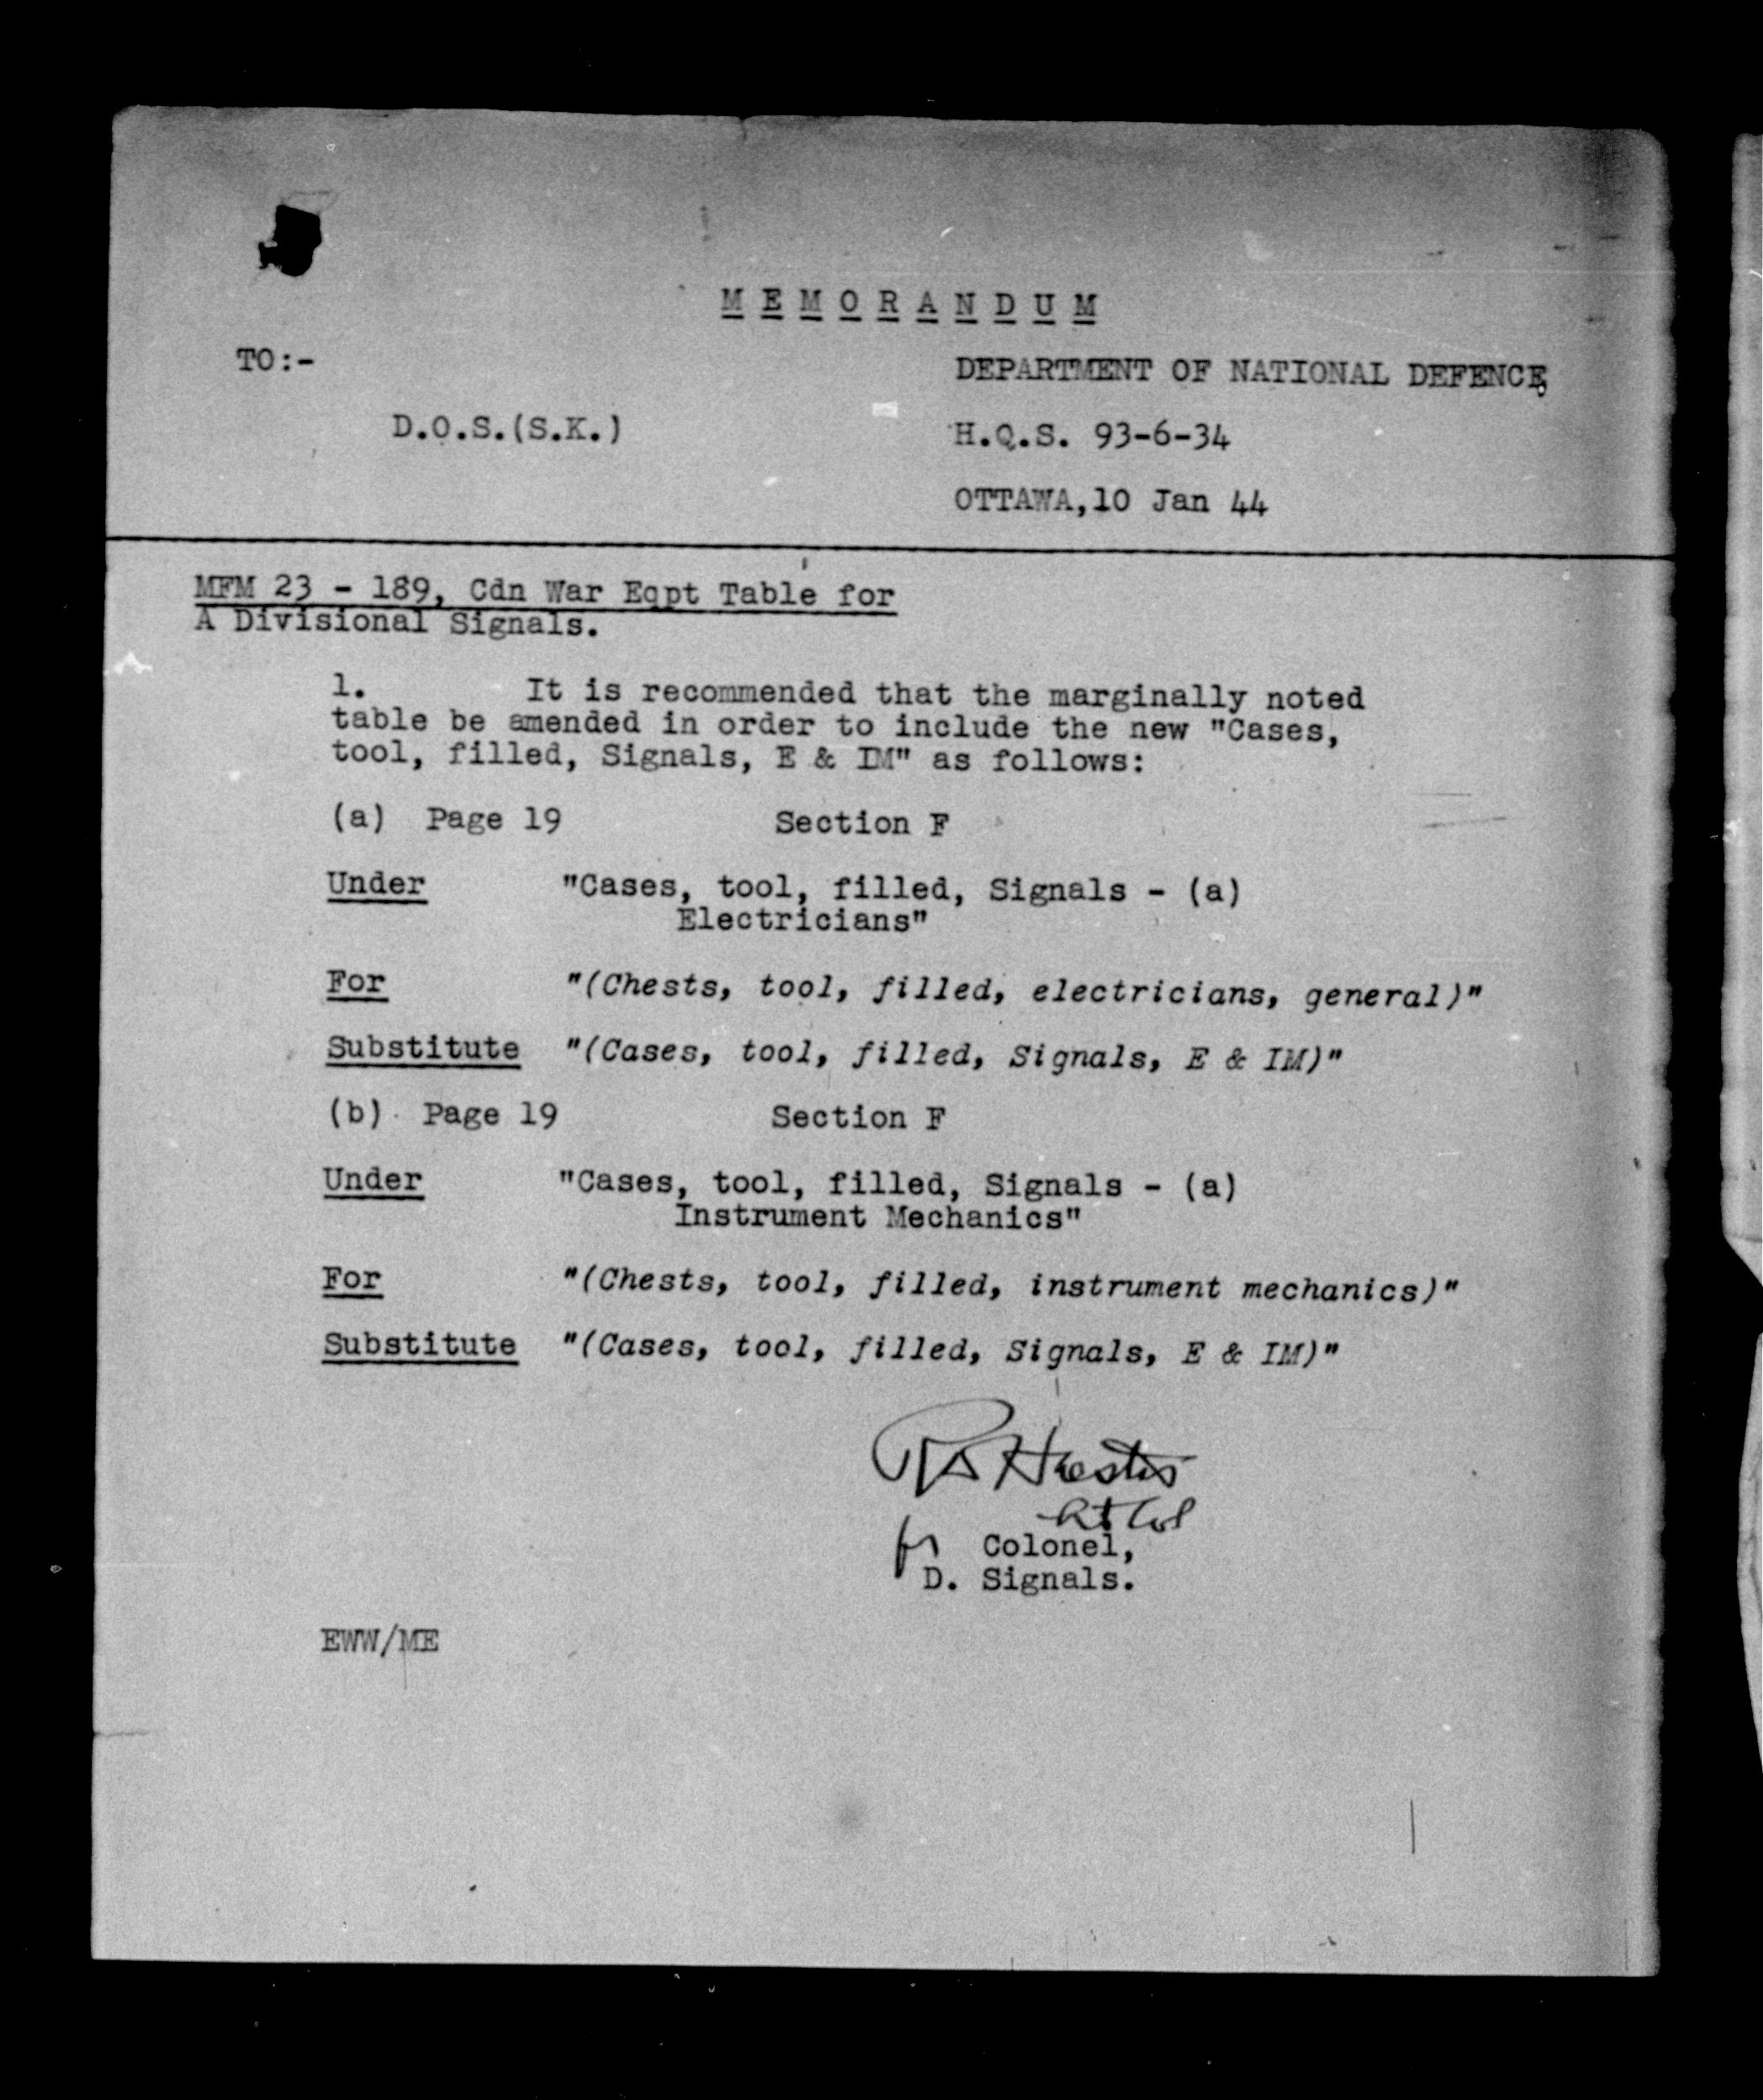 M E M O R A N D U M
TO:-
DEPARTMENT OF NATIONAL DEFENCE,
D.O.S.(S.K.)
H.Q.S. 93-6-34
OTTAWA,10 Jan 44
MFM 23 - 189, Cdn War Eqpt Table for
A Divisional Signals.
1. It is recommended that the marginally noted
table be amended in order to include the new "Cases,
tool, filled, Signals, E & IM" as follows:
(a) Page 19 Section F
Under "Cases, tool, filled, Signals - (a)
Electricians"
For "(Chests, tool, filled, electricians, general)"
Substitute "(Cases, tool, filled, Signals, E & IM)"
(b) Page 19 Section F
Under "Cases, tool, filled, Signals - (a)
Instrument Mechanics"
For "(Chests, tool, filled, instrument mechanics)"
Substitute "(Cases, tool, filled, Signals, E & IM)"
Lt Col
for Colonel,
D. Signals.
EWW/ME